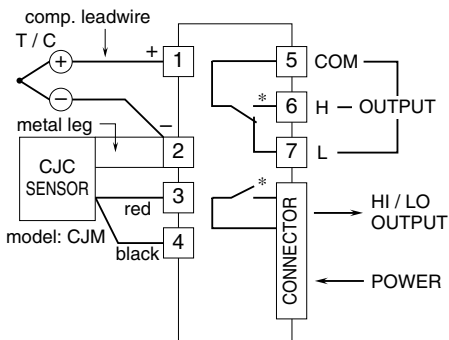 comp. leadwire
T / C
+
+
1
−
−
metal leg
2
CJC
SENSOR
3
red
model: CJM
4
black
5
COM
*
6
H
OUTPUT
7
L
*
CONNECTOR
HI / LO
OUTPUT
POWER